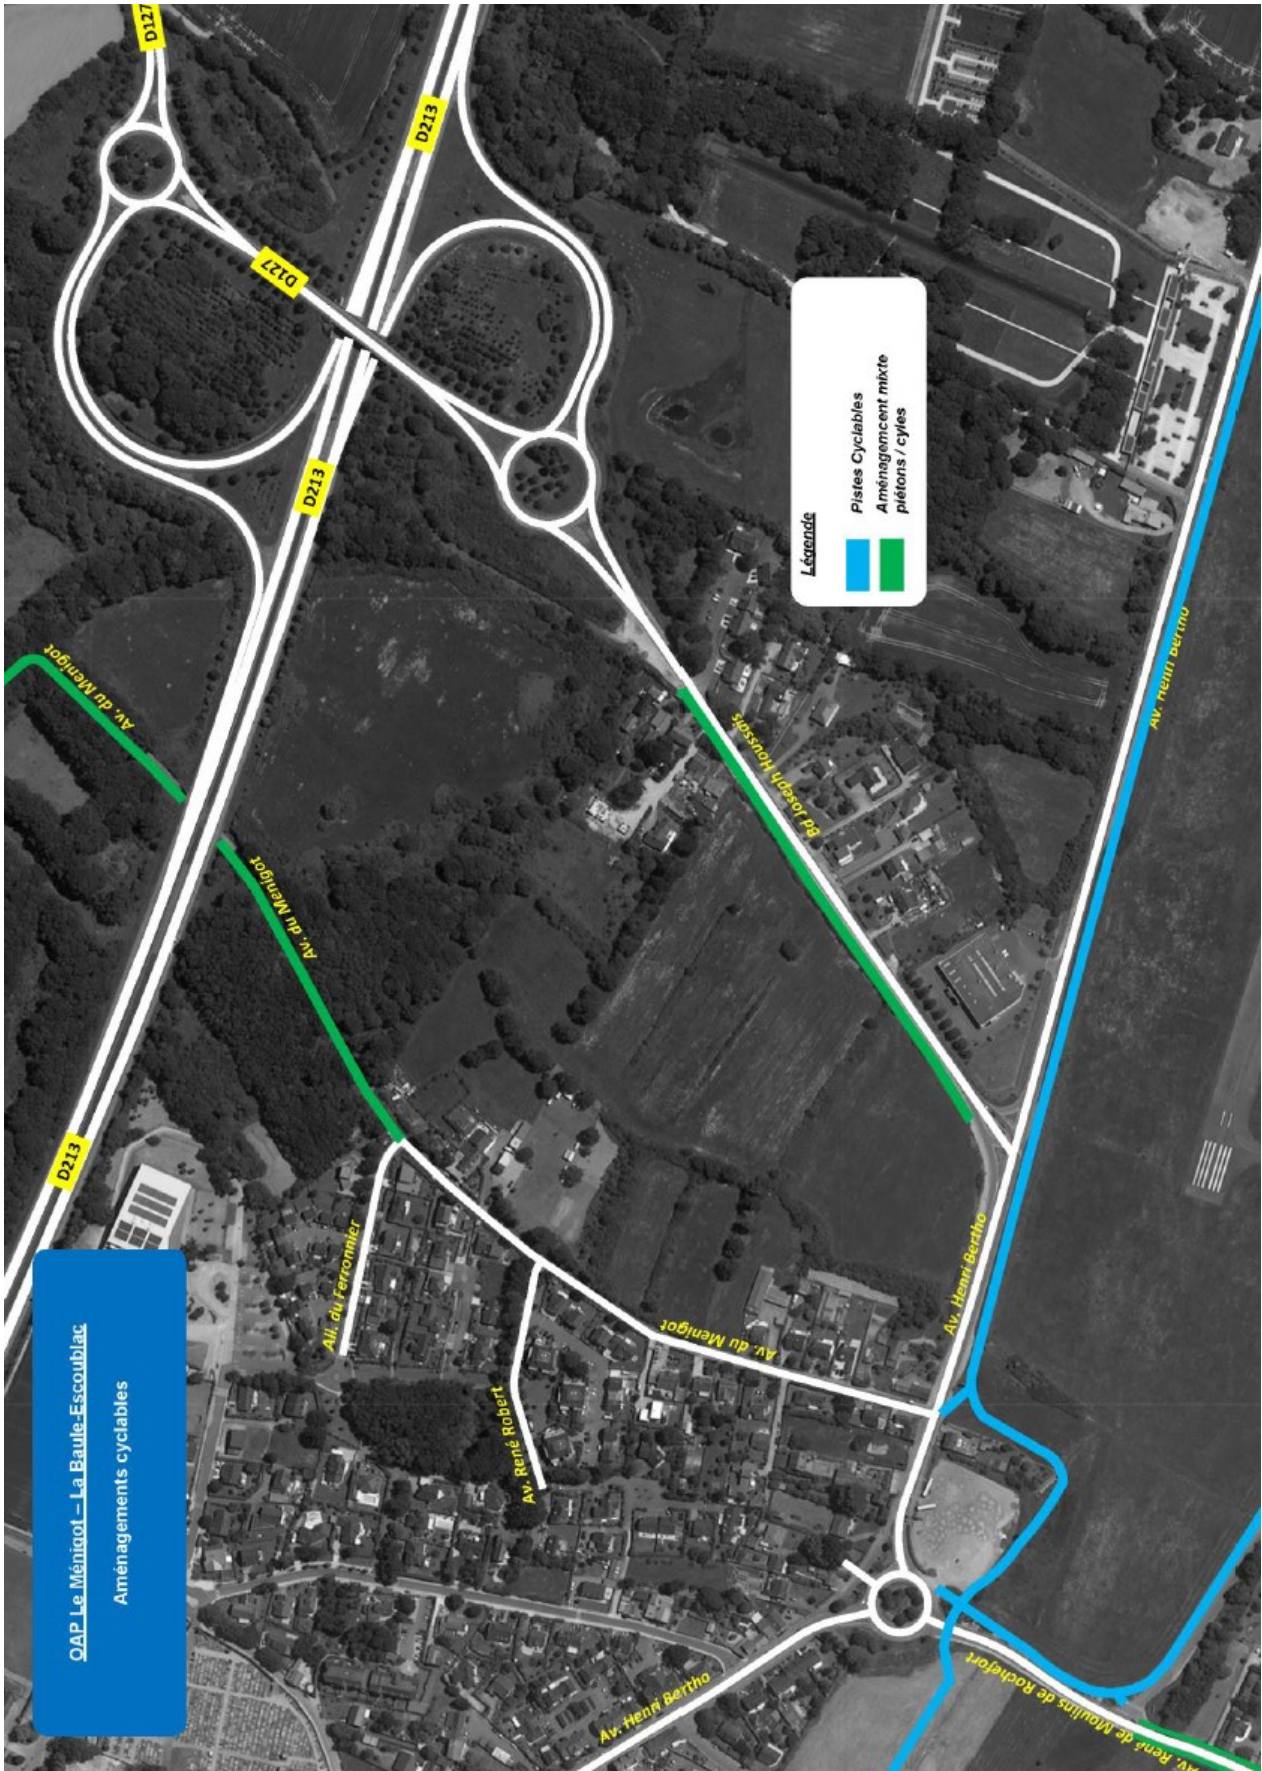 OAP Le Ménigot – La Baule-Escoublac
Aménagements cyclables
D213
D213
D213
D127
D127
Av. du Menigot
Av. du Menigot
Av. du Menigot
All. du Ferronnier
Av. René Robert
Bd Joseph Houssais
Av. Henri Bertho
Av. Henri Bertho
Av. Henri Bertho
Av. René de Moulins de Rochefort
Légende
Pistes Cyclables
Aménagemcent mixte
piétons / cyles